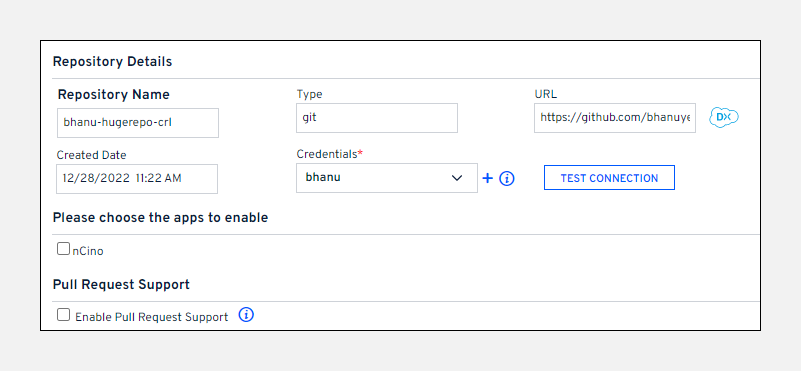 Repository Details
Repository Name
bhanu-hugerepo-crl
Type
git
URL
https://github.com/bhanuye
DX
Created Date
12/28/2022 11:22 AM
Credentials*
bhanu
TEST CONNECTION
Please choose the apps to enable
nCino
Pull Request Support
Enable Pull Request Support